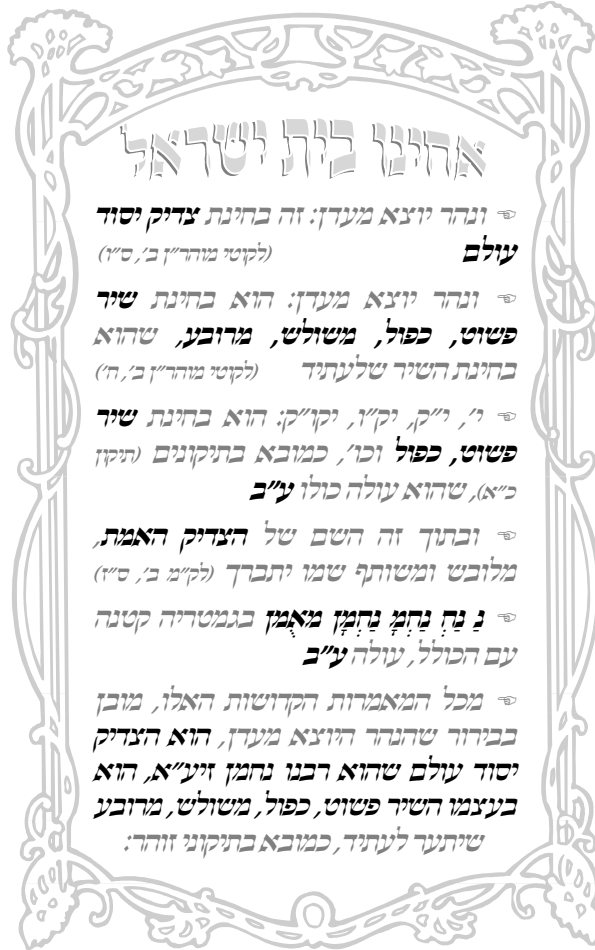 אחינו בית ישראל
☜ ונהר יוצא מעדן: זה בחינת צדיק יסוד
עולם (לקוטי מוהר״ן ב׳, ס״ו)
☜ ונהר יוצא מעדן: הוא בחינת שיר
פשוט, כפול, משולש, מרובע, שהוא
בחינת השיר שלעתיד (לקוטי מוהר״ן ב׳, ח׳)
☜ י׳, י״ק, יק״ו, יקו״ק: הוא בחינת שיר
פשוט, כפול וכו׳, כמובא בתיקונים (תיקון
כ״א), שהוא עולה כולו ע״ב
☜ ובתוך זה השם של הצדיק האמת,
מלובש ומשותף שמו יתברך (לק״מ ב׳, ס״ז)
☜ נַ נַחְ נַחְמָ נַחְמָן מאֻמן בגמטריה קטנה
עם הכולל, עולה ע״ב
☜ מכל המאמרות הקדושות האלו, מובן
בבירור שהנהר היוצא מעדן, הוא הצדיק
יסוד עולם שהוא רבנו נחמן זיע״א, הוא
בעצמו השיר פשוט, כפול, משולש, מרובע
שיתער לעתיד, כמובא בתיקוני זוהר: